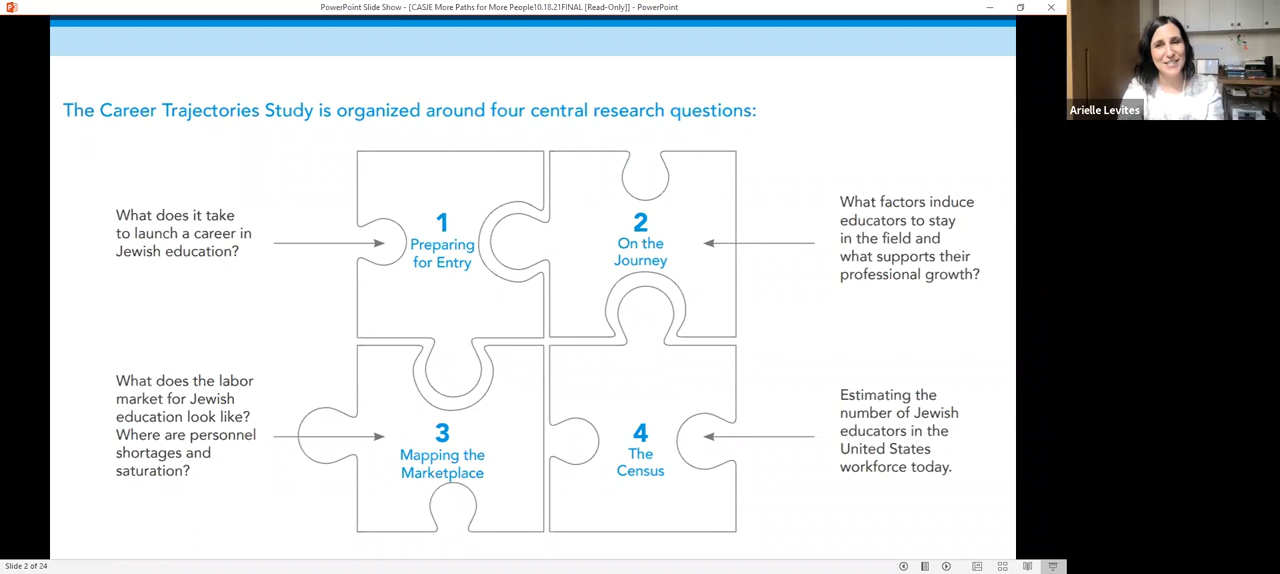 PowerPoint Slide Show - [CASJE More Paths for More People10.18.21FINAL [Read-Only]] - PowerPoint
Arielle Levites
The Career Trajectories Study is organized around four central research questions:
What does it take
to launch a career in
Jewish education?
1
Preparing
for Entry
2
On the
Journey
What factors induce
educators to stay
in the field and
what supports their
professional growth?
What does the labor
market for Jewish
education look like?
Where are personnel
shortages and
saturation?
3
Mapping the
Marketplace
4
The
Census
Estimating the
number of Jewish
educators in the
United States
workforce today.
Slide 2 of 24